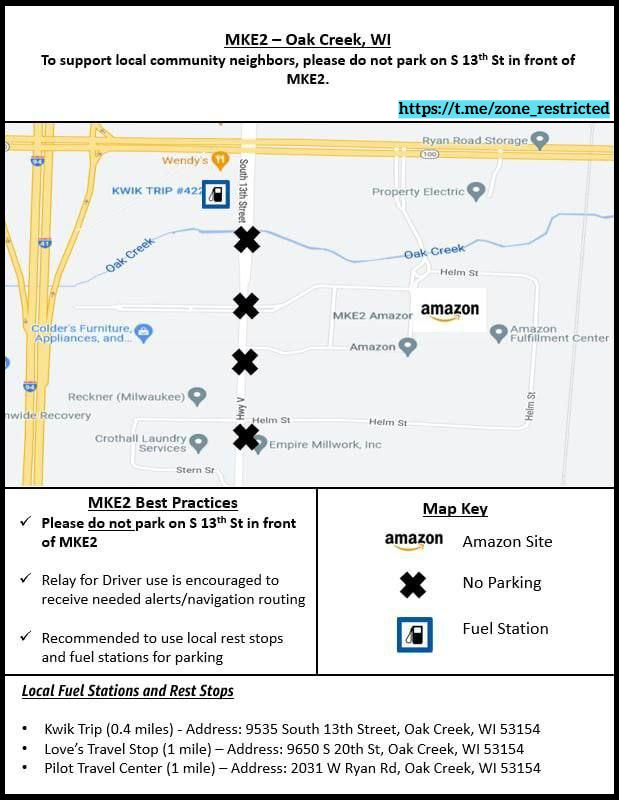 MKE2 – Oak Creek, WI
To support local community neighbors, please do not park on S 13th St in front of
MKE2.
https://t.me/zone_restricted
Ryan Road Storage
94
100
Wendy's
South 13th Street
KWIK TRIP #422
Property Electric
41
Oak Creek
Oak Creek
Helm St
MKE2 Amazor
amazon
Colder's Furniture,
Appliances, and...
Amazon
Amazon
Fulfillment Center
94
Reckner (Milwaukee)
Hwy V
Helm St
nwide Recovery
Helm St
Helm St
Crothall Laundry
Services
Empire Millwork, Inc
Stern St
MKE2 Best Practices
✓ Please do not park on S 13th St in front
of MKE2
✓ Relay for Driver use is encouraged to
receive needed alerts/navigation routing
✓ Recommended to use local rest stops
and fuel stations for parking
Map Key
amazon Amazon Site
No Parking
Fuel Station
Local Fuel Stations and Rest Stops
• Kwik Trip (0.4 miles) - Address: 9535 South 13th Street, Oak Creek, WI 53154
• Love's Travel Stop (1 mile) – Address: 9650 S 20th St, Oak Creek, WI 53154
• Pilot Travel Center (1 mile) – Address: 2031 W Ryan Rd, Oak Creek, WI 53154